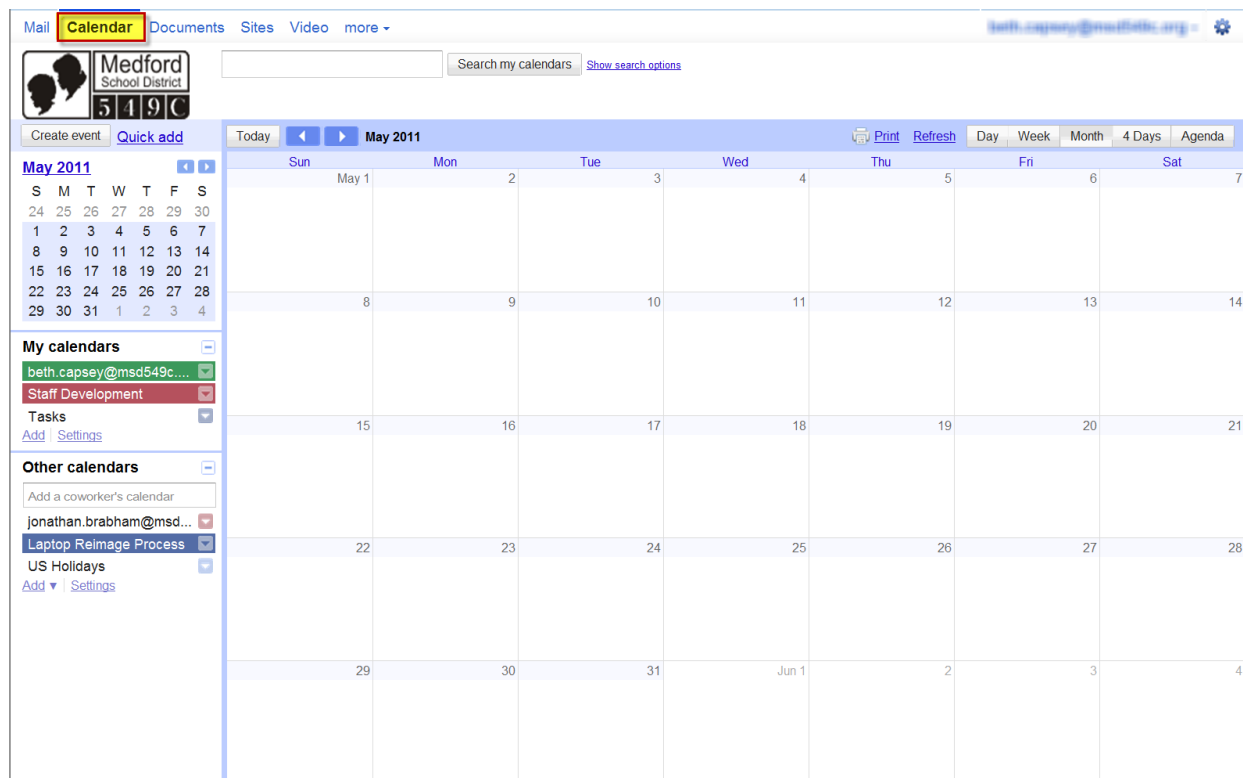 Mail Calendar Documents Sites Video more
Medford
School District
549C
Search my calendars Show search options
Create event Quick add
Today May 2011 Print Refresh Day Week Month 4 Days Agenda
May 2011
S M T W T F S
24 25 26 27 28 29 30
1 2 3 4 5 6 7
8 9 10 11 12 13 14
15 16 17 18 19 20 21
22 23 24 25 26 27 28
29 30 31 1 2 3 4
My calendars
beth.capsey@msd549c....
Staff Development
Tasks
Add Settings
Other calendars
Add a coworker's calendar
jonathan.brabham@msd...
Laptop Reimage Process
US Holidays
Add Settings
Sun Mon Tue Wed Thu Fri Sat
May 1 2 3 4 5 6 7
8 9 10 11 12 13 14
15 16 17 18 19 20 21
22 23 24 25 26 27 28
29 30 31 Jun 1 2 3 4